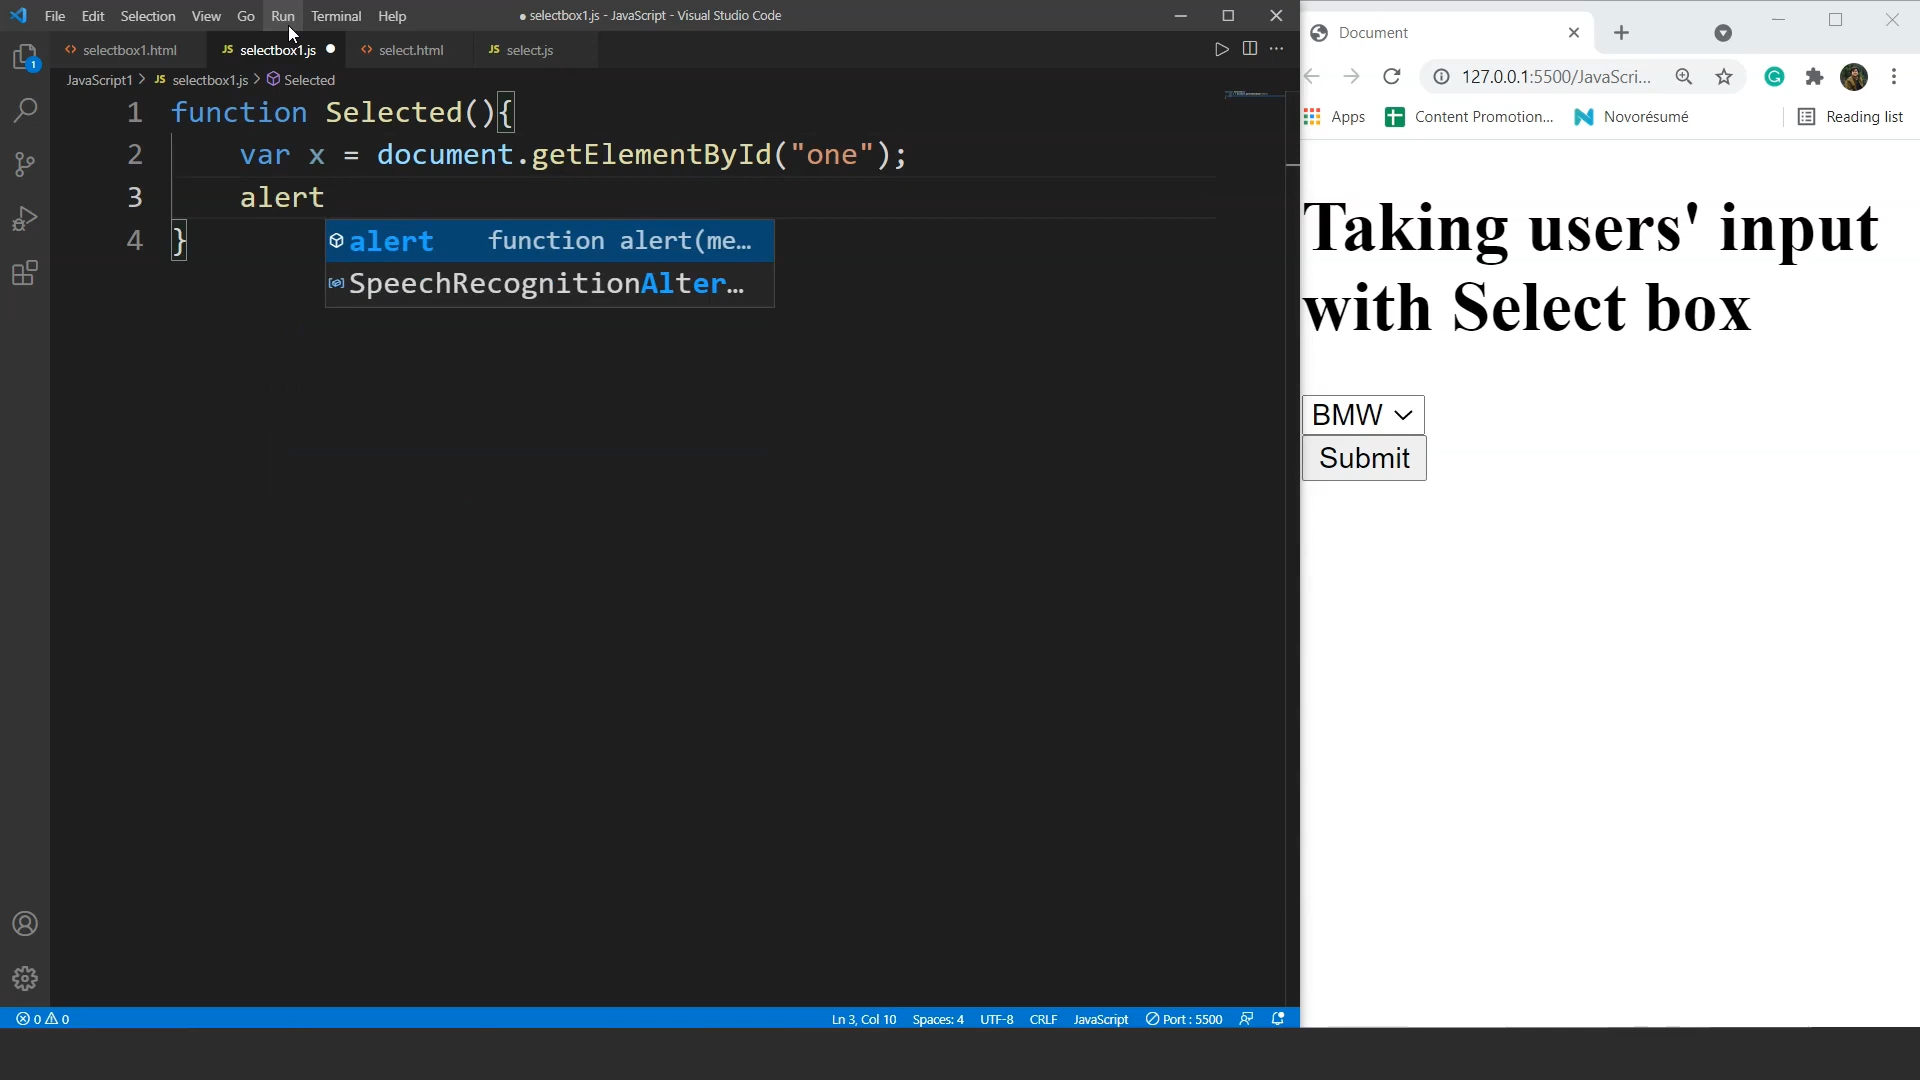 File Edit Selection View Go Run Terminal Help
● selectbox1.js - JavaScript - Visual Studio Code
selectbox1.html
JS selectbox1.js ●
select.html
JS select.js
JavaScript1 > JS selectbox1.js > Selected
1 function Selected(){
2 var x = document.getElementById("one");
3 alert
4 }
alert function alert(me…
SpeechRecognitionAlter…
1
0 0
Ln 3, Col 10 Spaces: 4 UTF-8 CRLF JavaScript Port : 5500
Document
127.0.0.1:5500/JavaScri...
Apps Content Promotion... Novorésumé Reading list
Taking users' input
with Select box
BMW
Submit